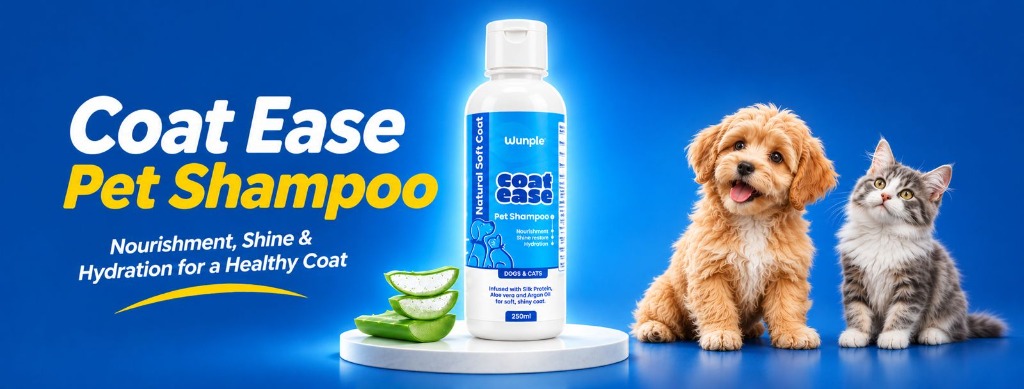 Coat Ease
Pet Shampoo
Nourishment, Shine &
Hydration for a Healthy Coat
Natural Soft Coat
Wunple
coat
ease
Pet Shampoo
Nourishment
Shine restore
Hydration
DOGS & CATS
Infused with Silk Protein,
Aloe vera and Argan Oil
for soft, shiny coat.
250ml